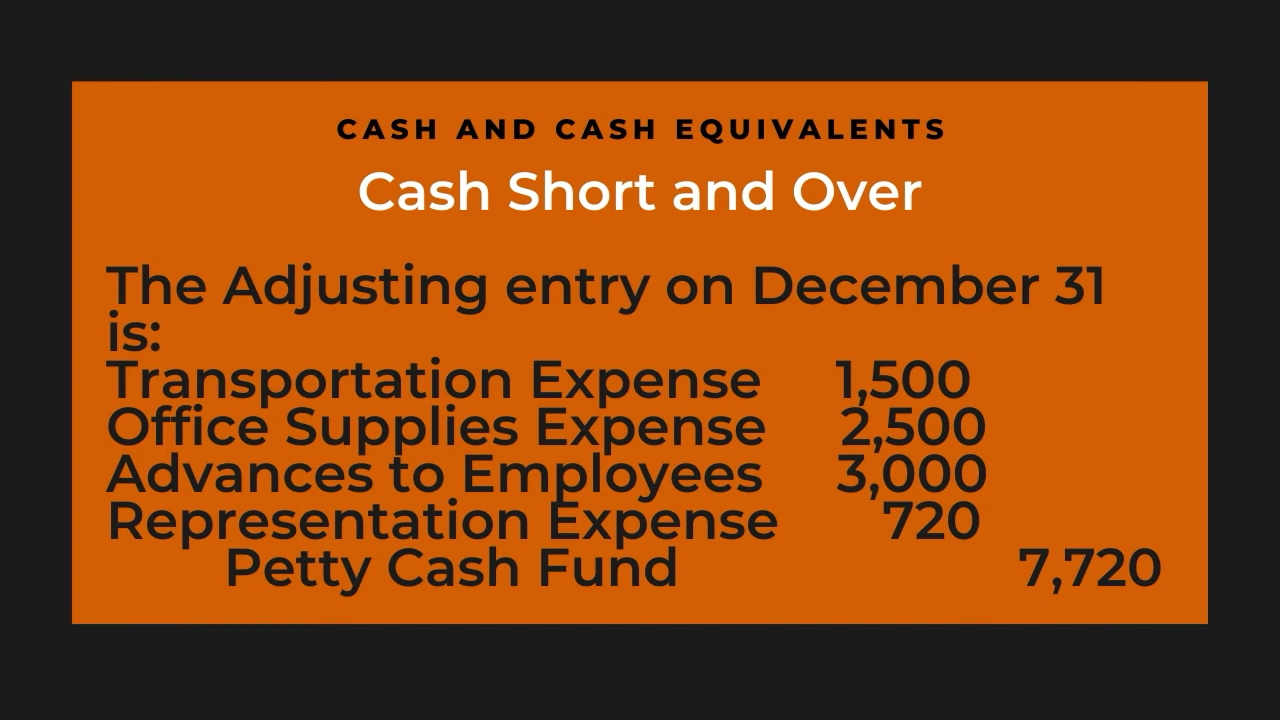 CASH AND CASH EQUIVALENTS
Cash Short and Over
The Adjusting entry on December 31
is:
Transportation Expense 1,500
Office Supplies Expense 2,500
Advances to Employees 3,000
Representation Expense 720
Petty Cash Fund 7,720